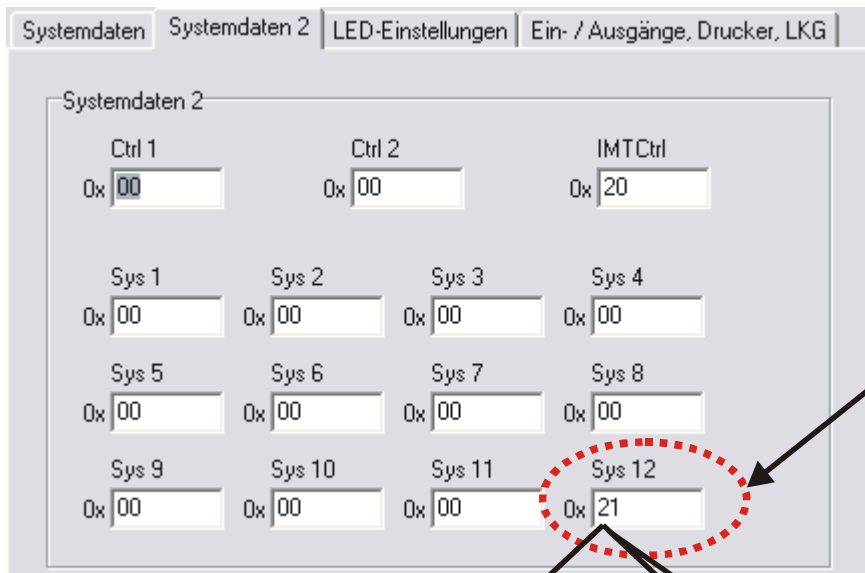 Systemdaten Systemdaten 2 LED-Einstellungen Ein- / Ausgänge, Drucker, LKG
Systemdaten 2
Ctrl 1 Ctrl 2 IMTCtrl
0x 00 0x 00 0x 20
Sys 1 Sys 2 Sys 3 Sys 4
0x 00 0x 00 0x 00 0x 00
Sys 5 Sys 6 Sys 7 Sys 8
0x 00 0x 00 0x 00 0x 00
Sys 9 Sys 10 Sys 11 Sys 12
0x 00 0x 00 0x 00 0x 21